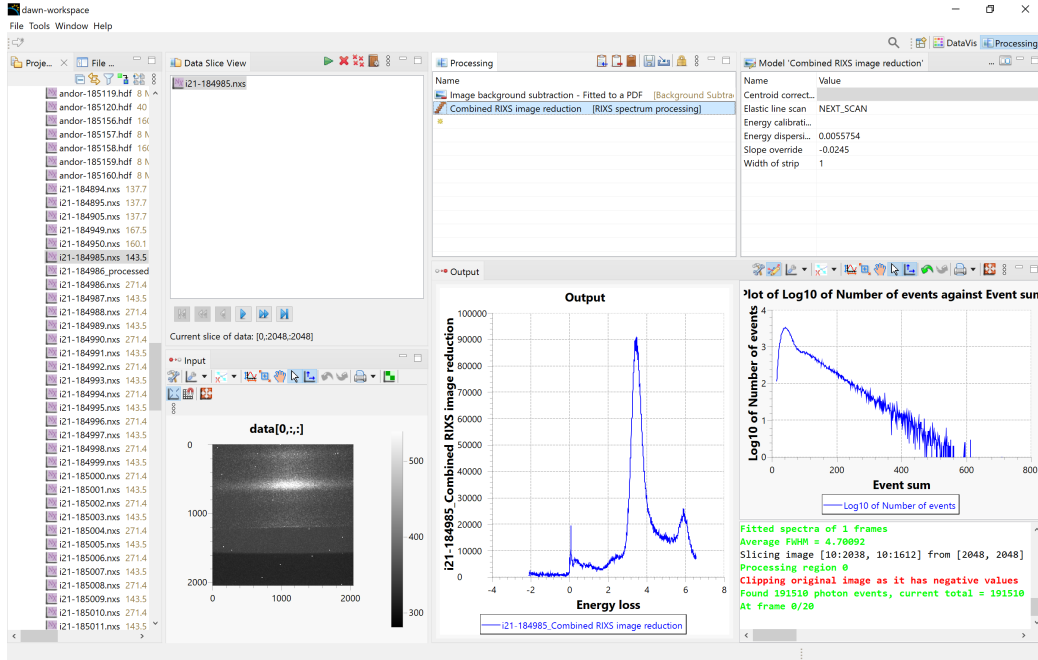 dawn-workspace
File Tools Window Help
DataVis
Processing
Proje...
File ...
andor-185119.hdf 8 M
andor-185120.hdf 40
andor-185156.hdf 160
andor-185157.hdf 8 M
andor-185158.hdf 160
andor-185159.hdf 8 M
andor-185160.hdf 8 M
i21-184894.nxs 137.7
i21-184895.nxs 137.7
i21-184905.nxs 137.7
i21-184949.nxs 167.5
i21-184950.nxs 160.1
i21-184985.nxs 143.5
i21-184986_processed
i21-184986.nxs 271.4
i21-184987.nxs 143.5
i21-184988.nxs 271.4
i21-184989.nxs 143.5
i21-184990.nxs 271.4
i21-184991.nxs 143.5
i21-184992.nxs 271.4
i21-184993.nxs 143.5
i21-184994.nxs 271.4
i21-184995.nxs 143.5
i21-184996.nxs 271.4
i21-184997.nxs 143.5
i21-184998.nxs 271.4
i21-184999.nxs 143.5
i21-185000.nxs 271.4
i21-185001.nxs 143.5
i21-185002.nxs 271.4
i21-185003.nxs 143.5
i21-185004.nxs 271.4
i21-185005.nxs 143.5
i21-185006.nxs 271.4
i21-185007.nxs 143.5
i21-185008.nxs 271.4
i21-185009.nxs 143.5
i21-185010.nxs 271.4
i21-185011.nxs 143.5
Data Slice View
i21-184985.nxs
Current slice of data: [0,:2048,:2048]
Input
data[0,:,:]
0
1000
2000
0
1000
2000
500
400
300
Processing
Name
Image background subtraction - Fitted to a PDF [Background Subtra
Combined RIXS image reduction [RIXS spectrum processing]
Model 'Combined RIXS image reduction'
Name Value
Centroid correct...
Elastic line scan NEXT_SCAN
Energy calibrati...
Energy dispersi... 0.0055754
Slope override -0.0245
Width of strip 1
Output
Output
i21-184985_Combined RIXS image reduction
100000
90000
80000
70000
60000
50000
40000
30000
20000
10000
0
-4 -2 0 2 4 6 8
Energy loss
i21-184985_Combined RIXS image reduction
Plot of Log10 of Number of events against Event sum
Log10 of Number of events
4
3
2
1
0
0 200 400 600 800
Event sum
Log10 of Number of events
Fitted spectra of 1 frames
Average FWHM = 4.70092
Slicing image [10:2038, 10:1612] from [2048, 2048]
Processing region 0
Clipping original image as it has negative values
Found 191510 photon events, current total = 191510
At frame 0/20